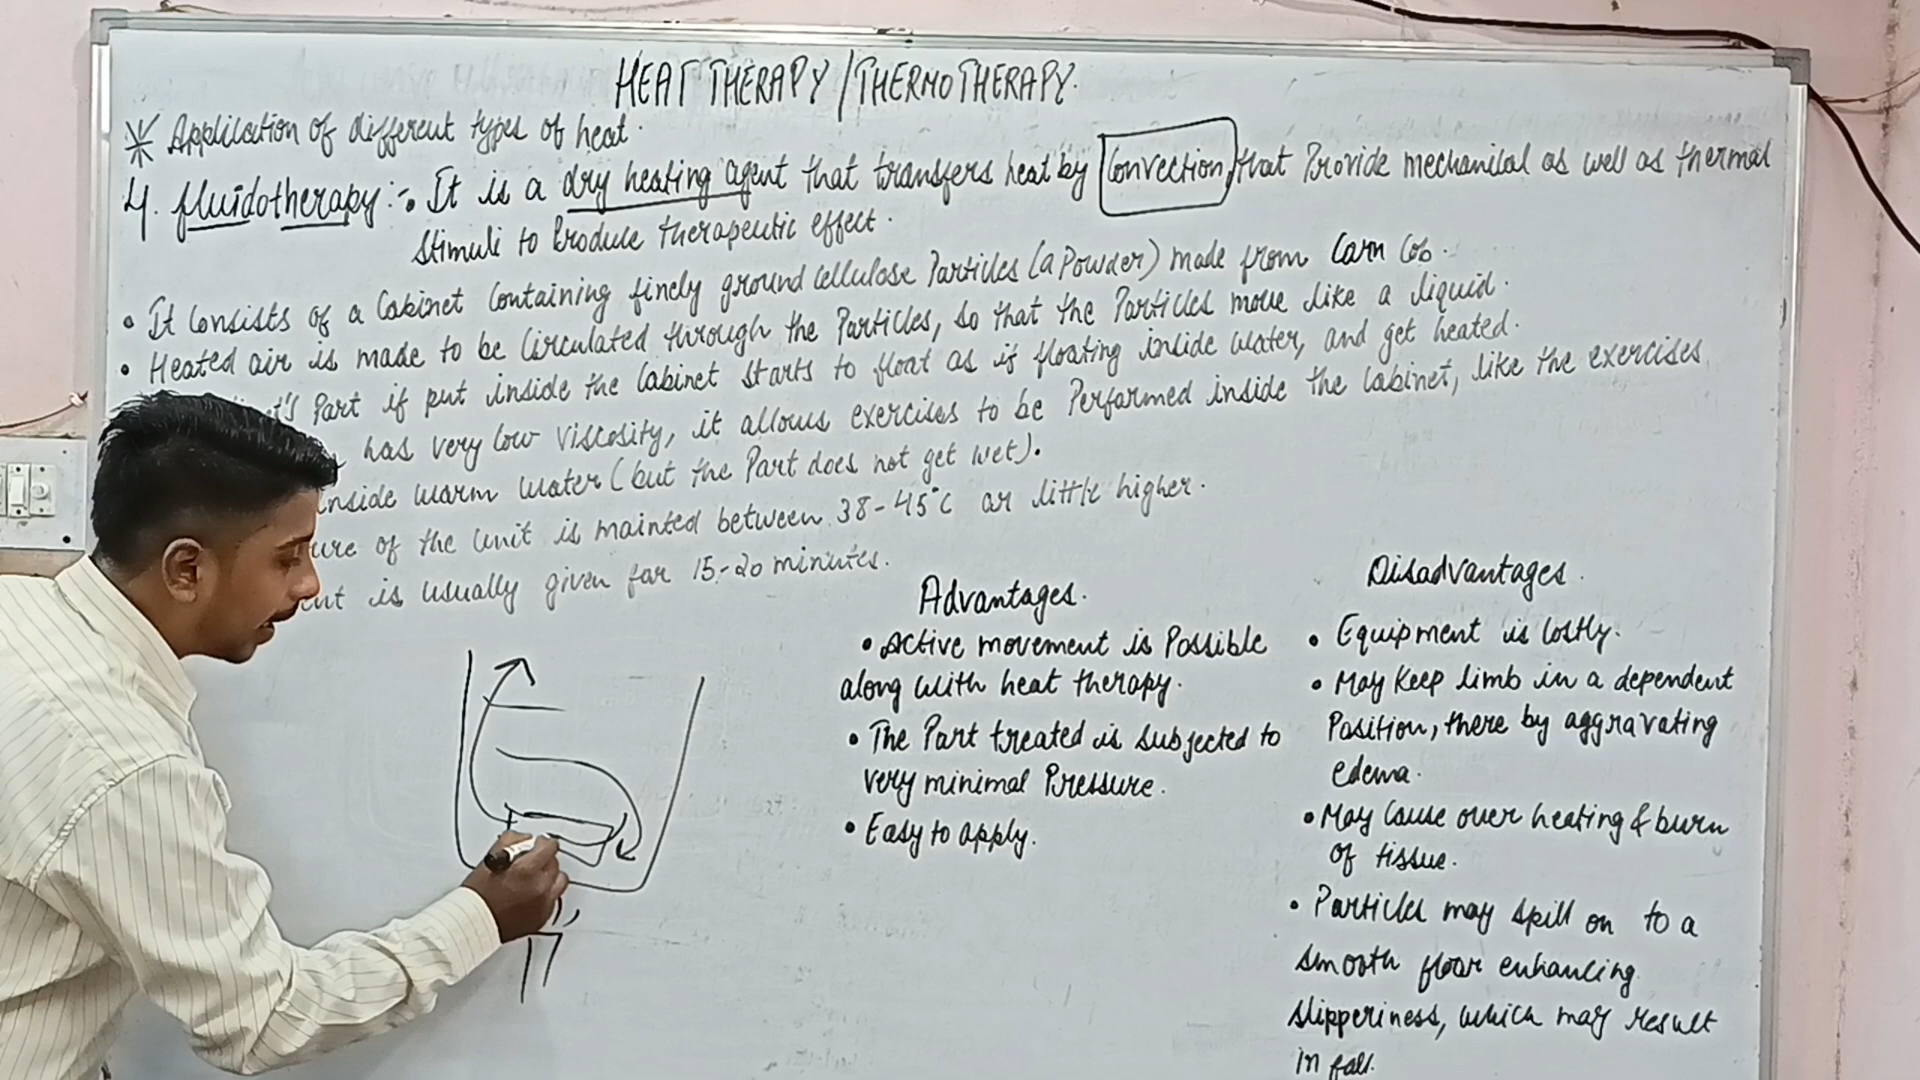 HEAT THERAPY/THERMOTHERAPY.
* Application of different types of heat.
4. fluidotherapy:-• It is a dry heating agent that transfers heat by Convection that Provide mechanical as well as thermal
stimuli to Produce therapeutic effect.
• It Consists of a Cabinet Containing finely ground cellulose Particles (a Powder) made from Corn Cob.
• Heated air is made to be Circulated through the Particles, so that the Particles move like a liquid.
Part if put inside the Cabinet starts to float as if floating inside water, and get heated.
has very low viscosity, it allows exercises to be Performed inside the Cabinet, like the exercises
inside warm water (but the Part does not get wet).
of the Unit is mainted between 38-45°C or little higher.
is usually given for 15-20 minutes.
Advantages.
• Active movement is Possible
along with heat therapy.
• The Part treated is subjected to
very minimal Pressure.
• Easy to apply.
Disadvantages.
• Equipment is Costly.
• May Keep limb in a dependent
Position, there by aggravating
edema.
• May Cause over heating & burn
of tissue.
• Particles may spill on to a
smooth floor enhancing
slipperiness, which may result
in fall.